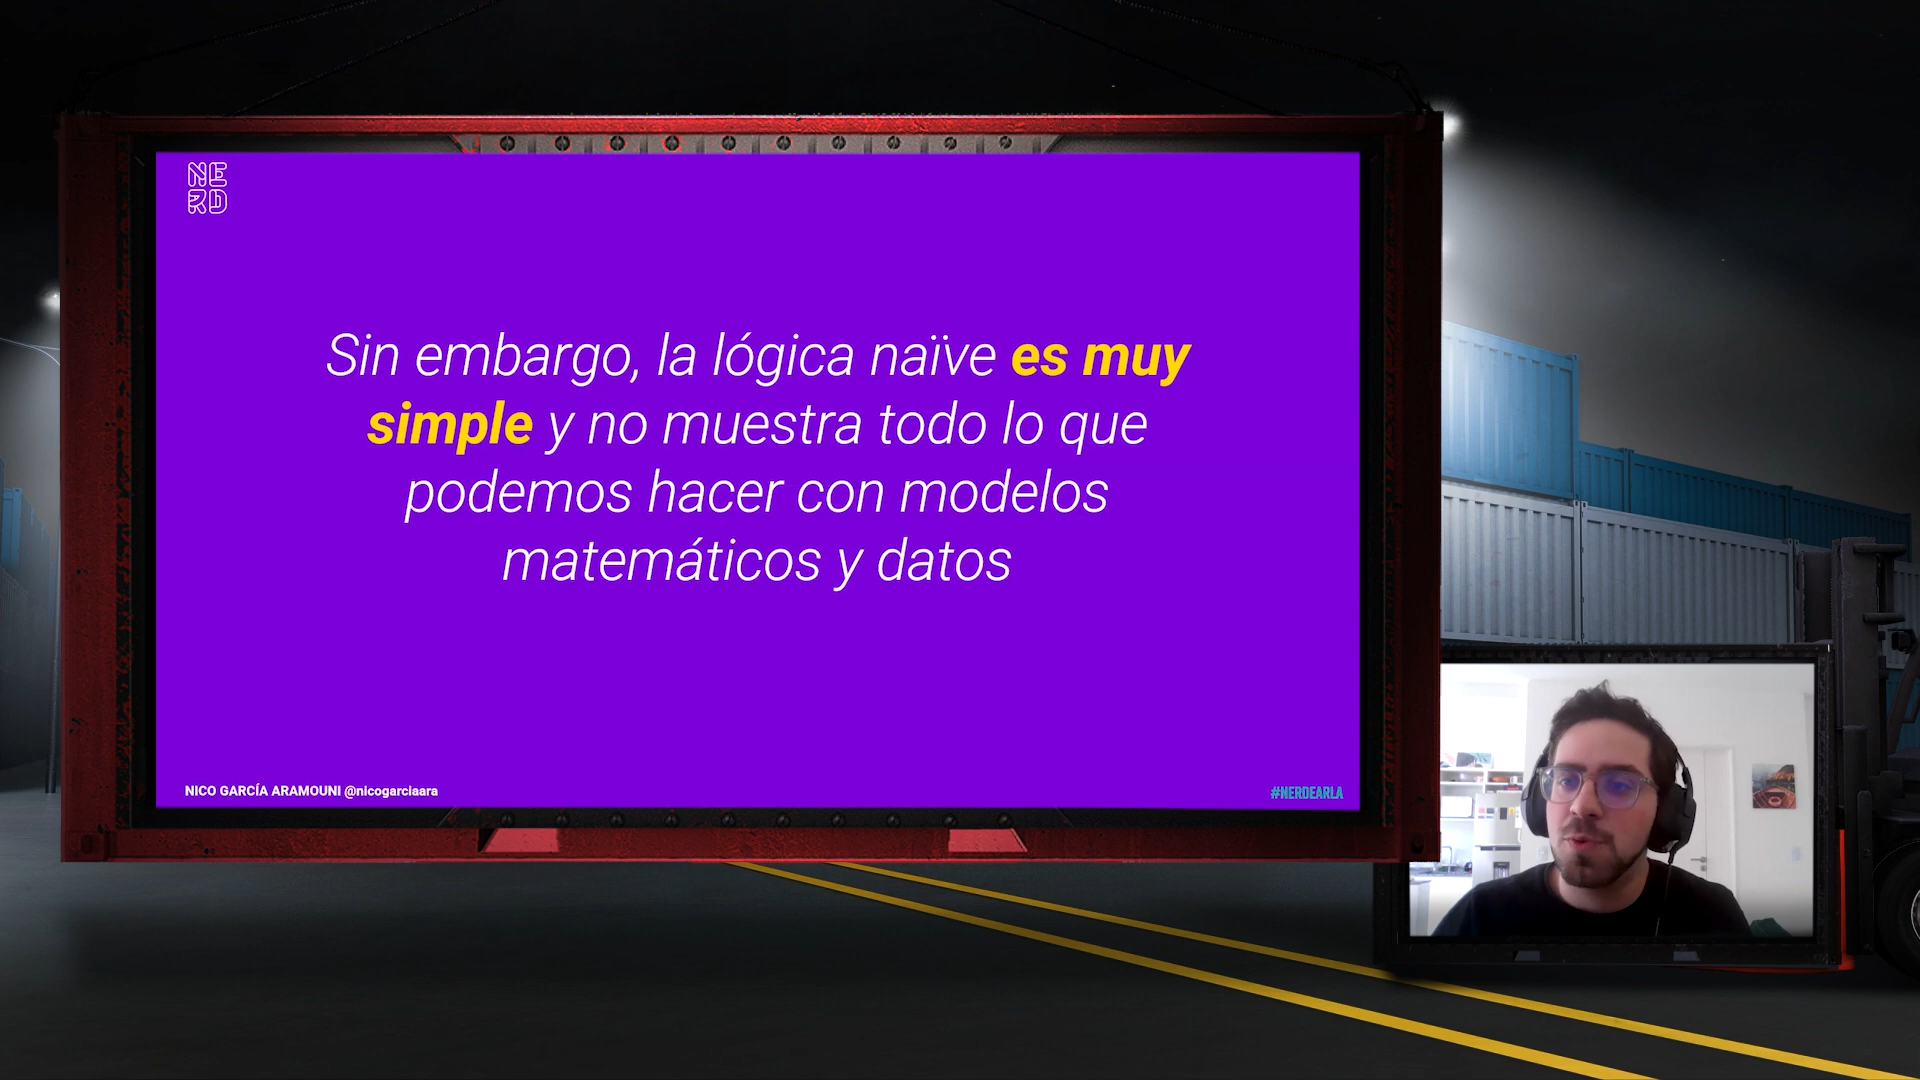 NE
RD
Sin embargo, la lógica naïve es muy
simple y no muestra todo lo que
podemos hacer con modelos
matemáticos y datos
NICO GARCÍA ARAMOUNI @nicogarciaara
#NERDEARLA